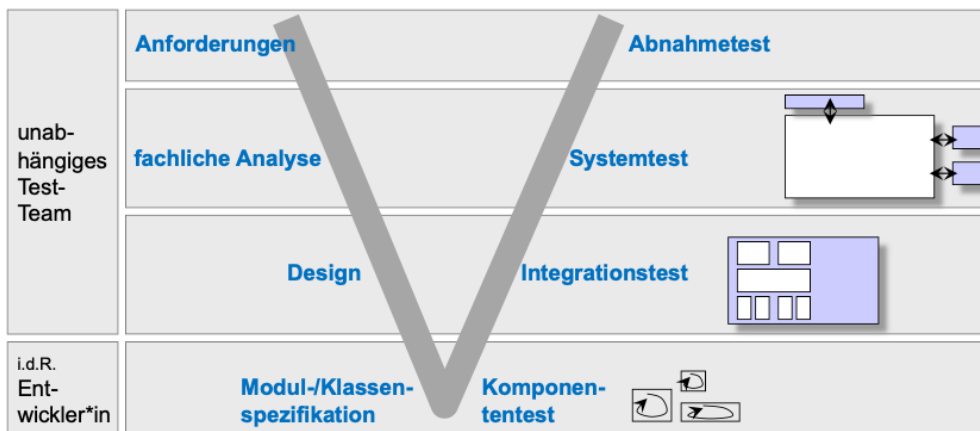 Anforderungen
Abnahmetest
unab-
hängiges
Test-
Team
fachliche Analyse
Systemtest
Design
Integrationstest
i.d.R.
Ent-
wickler*in
Modul-/Klassen-
spezifikation
Komponen-
tentest